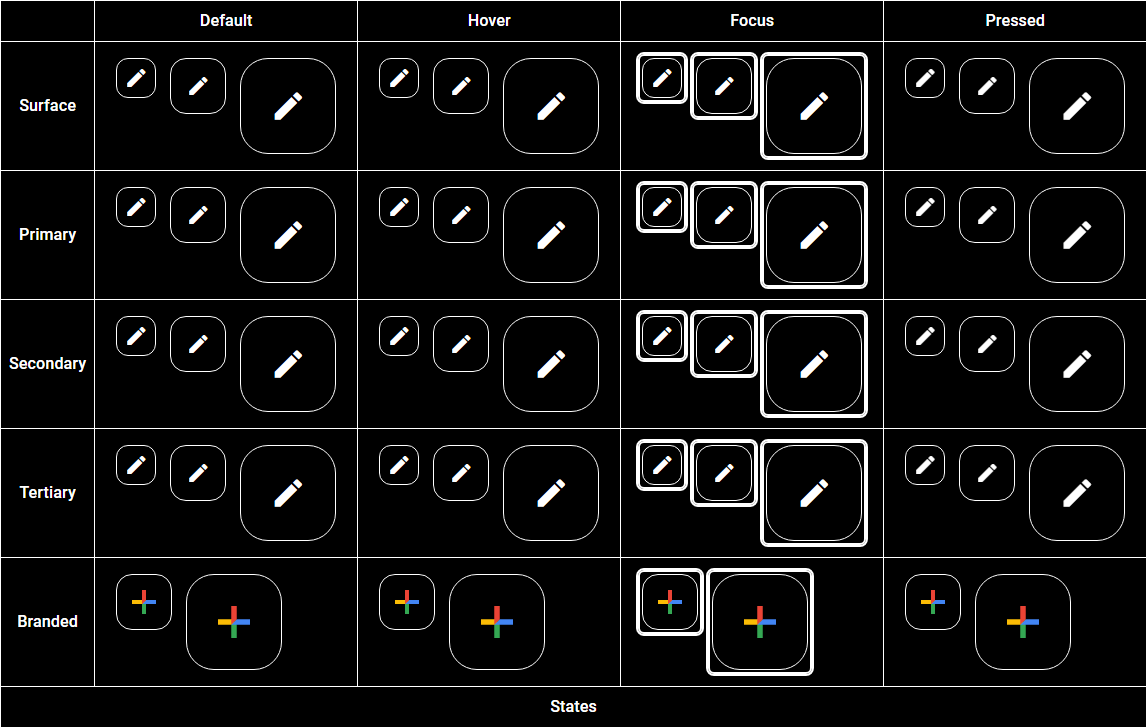 Default Hover Focus Pressed
Surface
Primary
Secondary
Tertiary
Branded
States